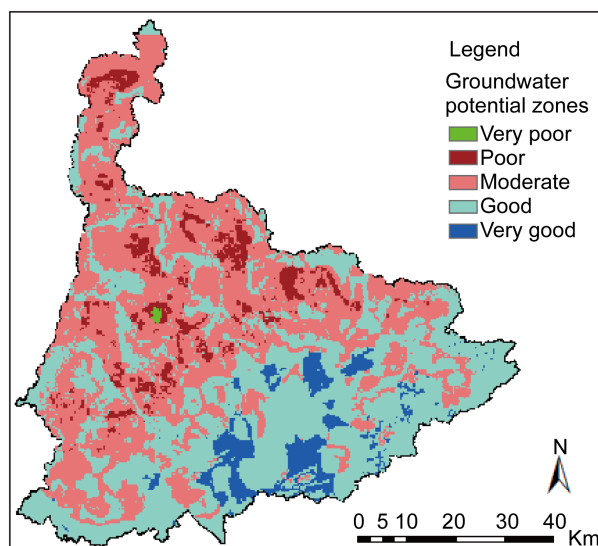 Legend
Groundwater
potential zones
Very poor
Poor
Moderate
Good
Very good
N
0 5 10 20 30 40
Km